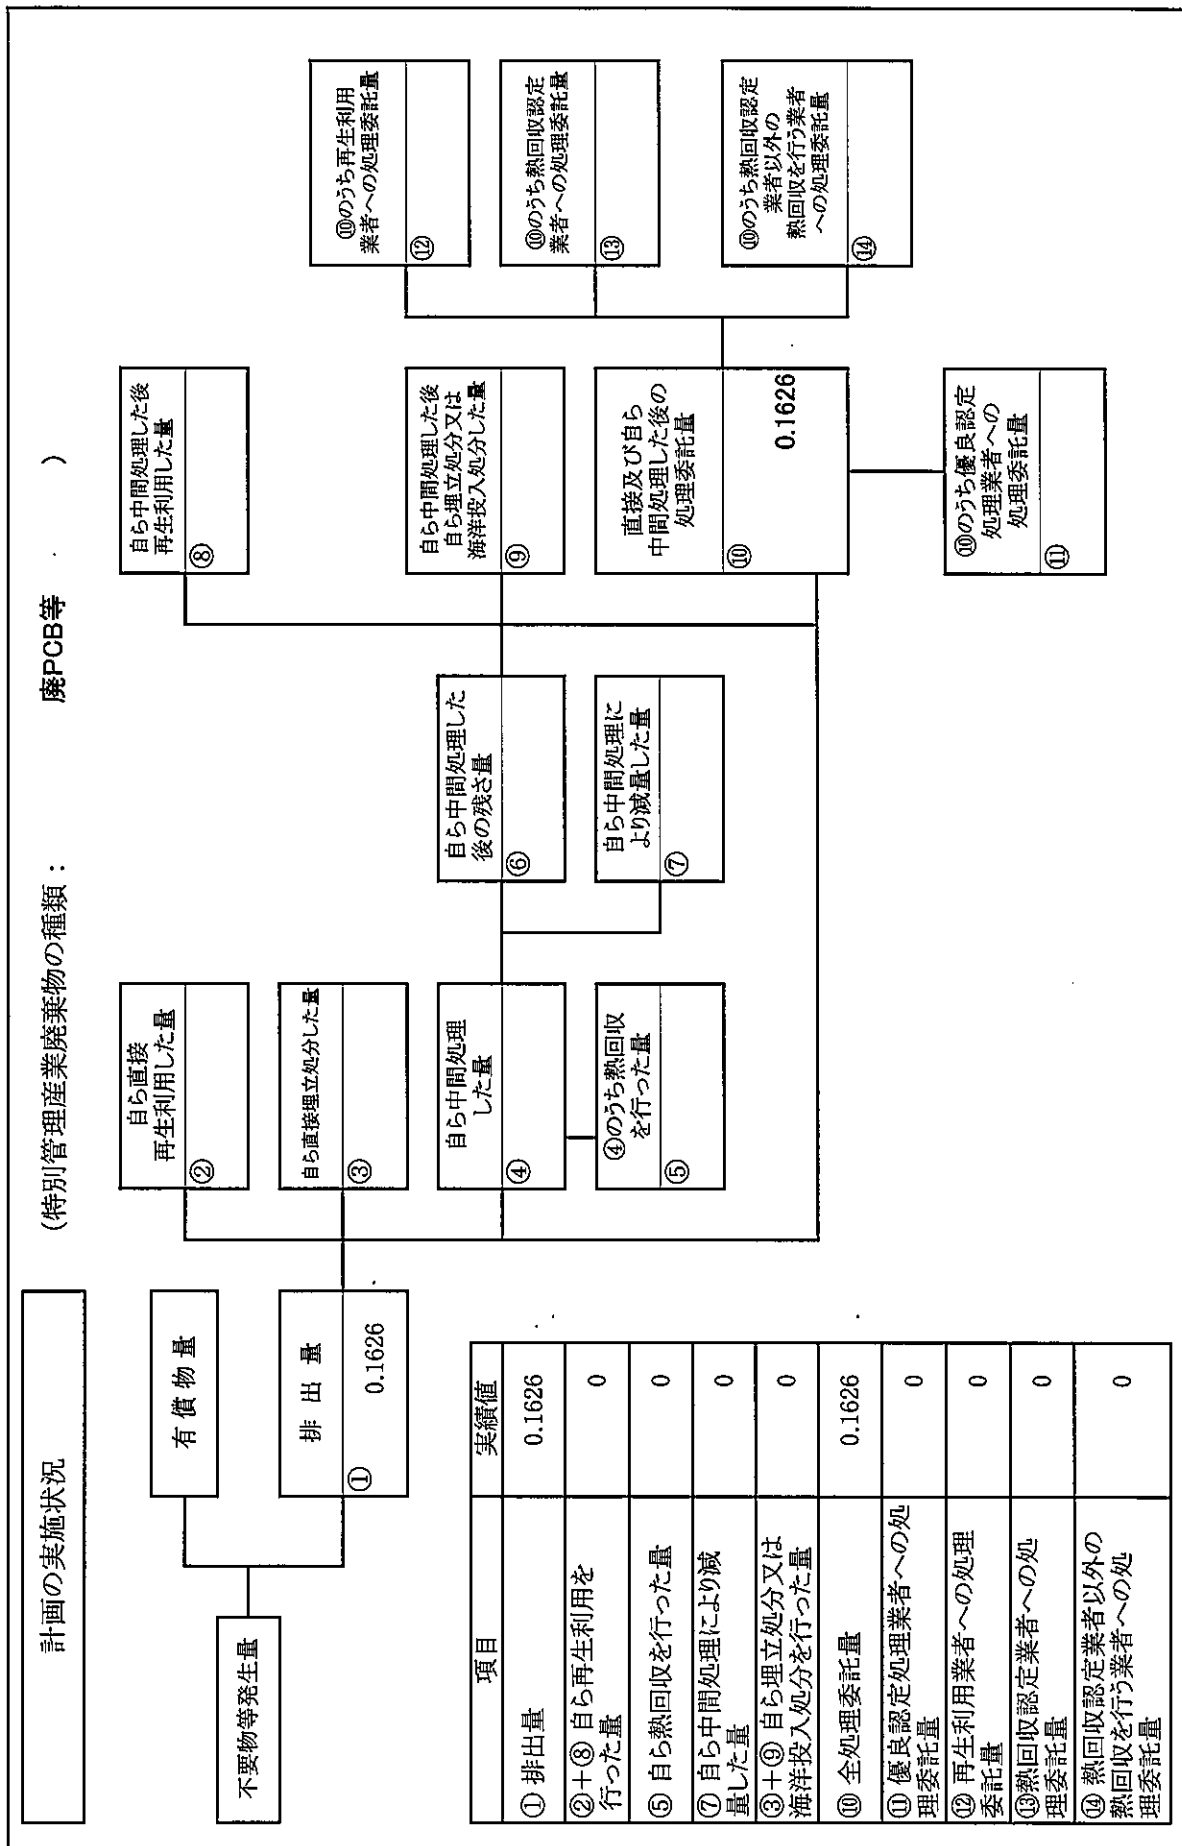 計画の実施状況
(特別管理産業廃棄物の種類：　廃PCB等　)
不要物等発生量
有償物量
排出量
①
0.1626
自ら直接
再生利用した量
②
自ら直接埋立処分した量
③
自ら中間処理
した量
④
④のうち熱回収
を行った量
⑤
自ら中間処理した
後の残さ量
⑥
自ら中間処理に
より減量した量
⑦
自ら中間処理した後
再生利用した量
⑧
自ら中間処理した後
自ら埋立処分又は
海洋投入処分した量
⑨
直接及び自ら
中間処理した後の
処理委託量
⑩
0.1626
⑩のうち優良認定
処理業者への
処理委託量
⑪
⑩のうち再生利用
業者への処理委託量
⑫
⑩のうち熱回収認定
業者への処理委託量
⑬
⑩のうち熱回収認定
業者以外の
熱回収を行う業者
への処理委託量
⑭
項目 実績値
① 排出量 0.1626
②+⑧ 自ら再生利用を
行った量 0
⑤ 自ら熱回収を行った量 0
⑦ 自ら中間処理により減
量した量 0
③+⑨ 自ら埋立処分又は
海洋投入処分を行った量 0
⑩ 全処理委託量 0.1626
⑪ 優良認定処理業者への処
理委託量 0
⑫ 再生利用業者への処理
委託量 0
⑬熱回収認定業者への処
理委託量 0
⑭ 熱回収認定業者以外の
熱回収を行う業者への処
理委託量 0